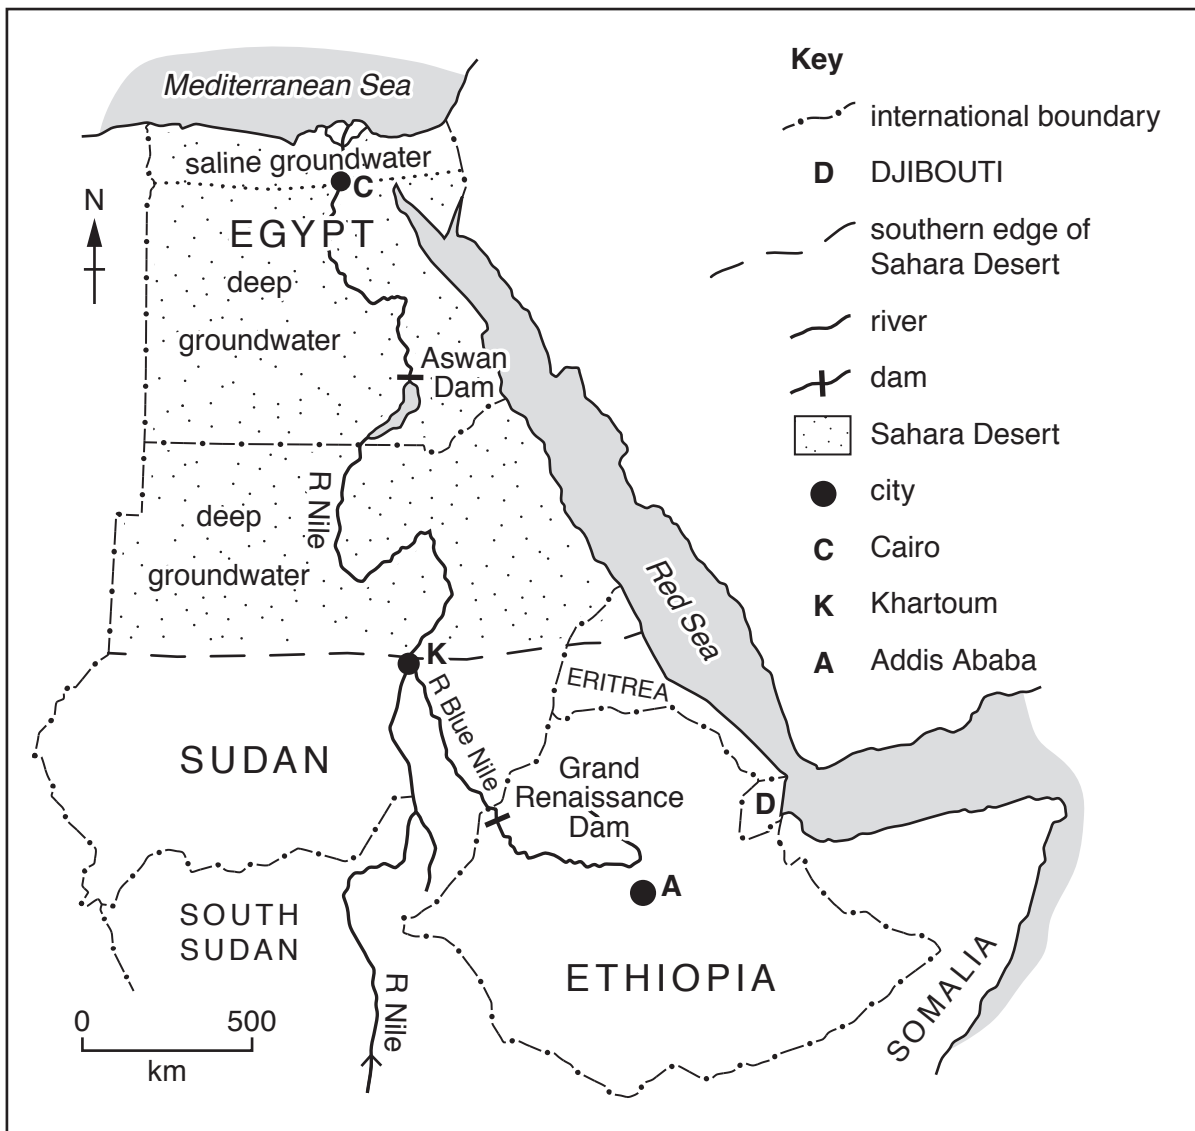 Mediterranean Sea
saline groundwater
C
N
EGYPT
deep
groundwater
Aswan
Dam
R Nile
deep
groundwater
Red Sea
K
ERITREA
R Blue Nile
SUDAN
Grand
Renaissance
Dam
D
A
SOUTH
SUDAN
ETHIOPIA
SOMALIA
R Nile
0 500
km
Key
international boundary
D DJIBOUTI
southern edge of
Sahara Desert
river
dam
Sahara Desert
city
C Cairo
K Khartoum
A Addis Ababa